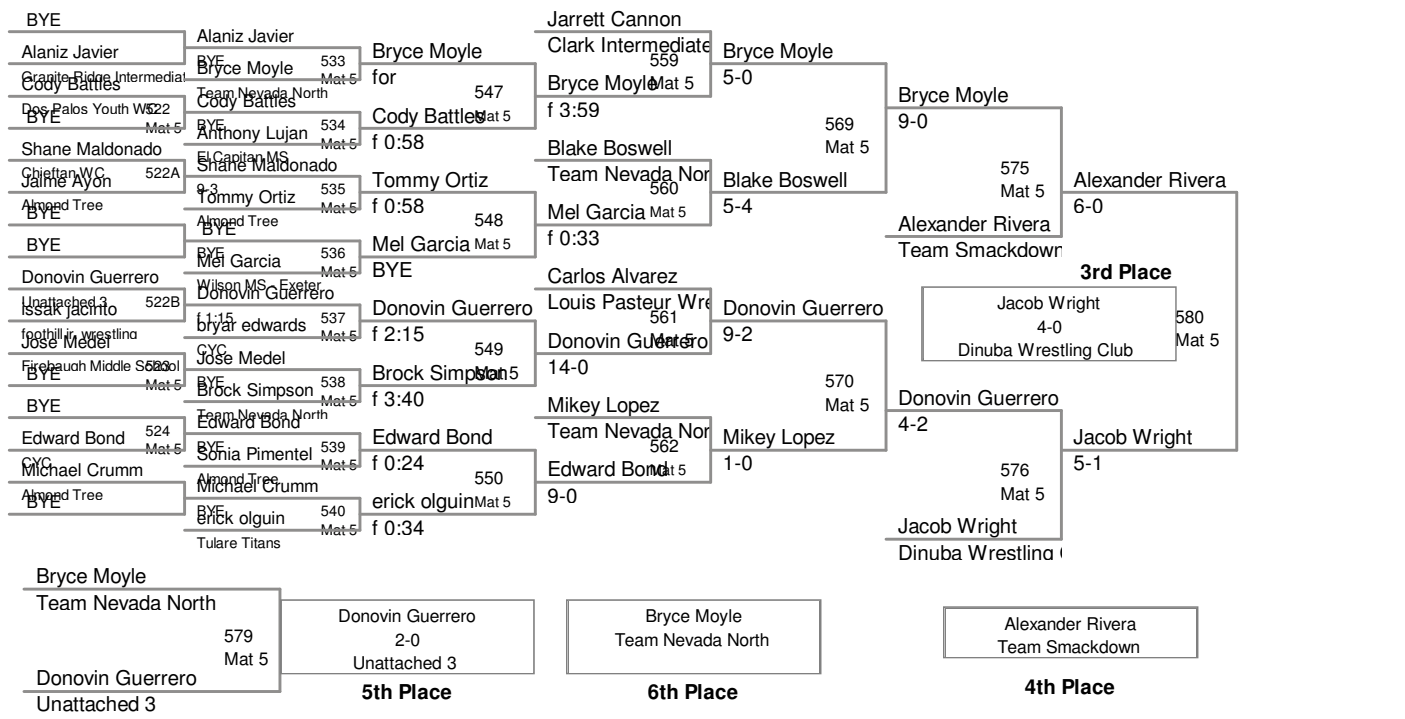 BYE
Alaniz Javier
Granite Ridge Intermediat
Cody Battles
Dos Palos Youth WC
522
Mat 5
BYE
Shane Maldonado
Chieftan WC
522A
Jaime Ayon
Almond Tree
BYE
BYE
Donovin Guerrero
Unattached 3
522B
issak jacinto
foothill jr. wrestling
Jose Medel
Firebaugh Middle School
523
Mat 5
BYE
BYE
Edward Bond
524
Mat 5
CYC
Michael Crumm
Almond Tree
BYE
Alaniz Javier
BYE
533
Mat 5
Bryce Moyle
Team Nevada North
Cody Battles
BYE
534
Mat 5
Anthony Lujan
El Capitan MS
Shane Maldonado
9-3
535
Mat 5
Tommy Ortiz
Almond Tree
BYE
BYE
536
Mat 5
Mel Garcia
Wilson MS - Exeter
Donovin Guerrero
f 1:15
537
Mat 5
bryar edwards
CYC
Jose Medel
BYE
538
Mat 5
Brock Simpson
Team Nevada North
Edward Bond
BYE
539
Mat 5
Sonia Pimentel
Almond Tree
Michael Crumm
BYE
540
Mat 5
erick olguin
Tulare Titans
Bryce Moyle
for
547
Mat 5
Cody Battles
f 0:58
Tommy Ortiz
f 0:58
548
Mat 5
Mel Garcia
BYE
Donovin Guerrero
f 2:15
549
Mat 5
Brock Simpson
f 3:40
Edward Bond
f 0:24
550
Mat 5
erick olguin
f 0:34
Jarrett Cannon
Clark Intermediate
559
Mat 5
Bryce Moyle
f 3:59
Blake Boswell
Team Nevada Nor
560
Mat 5
Mel Garcia
f 0:33
Carlos Alvarez
Louis Pasteur Wre
561
Mat 5
Donovin Guerrero
14-0
Mikey Lopez
Team Nevada Nor
562
Mat 5
Edward Bond
9-0
Bryce Moyle
5-0
569
Mat 5
Blake Boswell
5-4
Donovin Guerrero
9-2
570
Mat 5
Mikey Lopez
1-0
Bryce Moyle
9-0
575
Mat 5
Alexander Rivera
Team Smackdown
Donovin Guerrero
4-2
576
Mat 5
Jacob Wright
Dinuba Wrestling
Alexander Rivera
6-0
3rd Place
Jacob Wright
4-0
Dinuba Wrestling Club
580
Mat 5
Jacob Wright
5-1
Bryce Moyle
Team Nevada North
579
Mat 5
Donovin Guerrero
Unattached 3
Donovin Guerrero
2-0
Unattached 3
5th Place
Bryce Moyle
Team Nevada North
6th Place
Alexander Rivera
Team Smackdown
4th Place